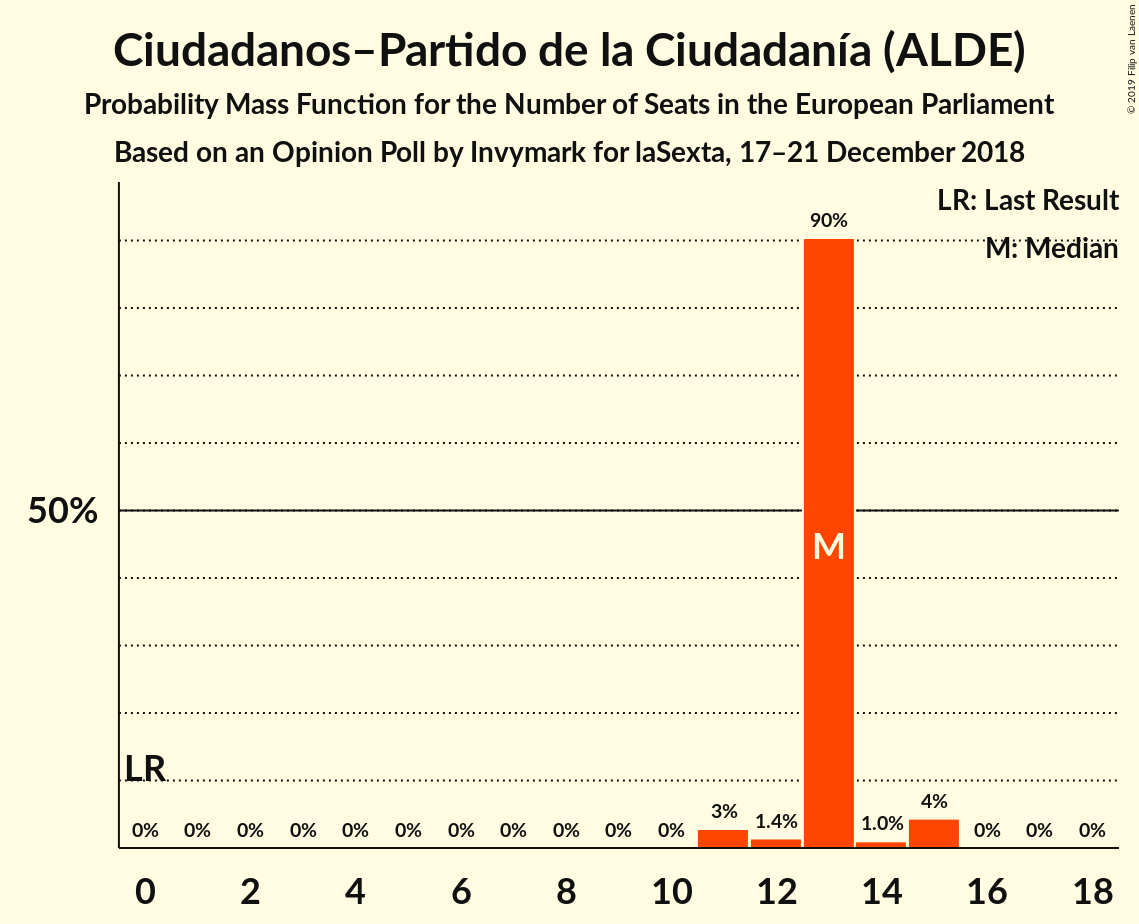 Ciudadanos–Partido de la Ciudadanía (ALDE)
Probability Mass Function for the Number of Seats in the European Parliament
Based on an Opinion Poll by Invymark for laSexta, 17–21 December 2018
© 2019 Filip van Laenen
LR: Last Result
M: Median
90%
50%
M
LR
0% 0% 0% 0% 0% 0% 0% 0% 0% 0% 0% 3% 1.4% 1.0% 4% 0% 0% 0%
0 2 4 6 8 10 12 14 16 18